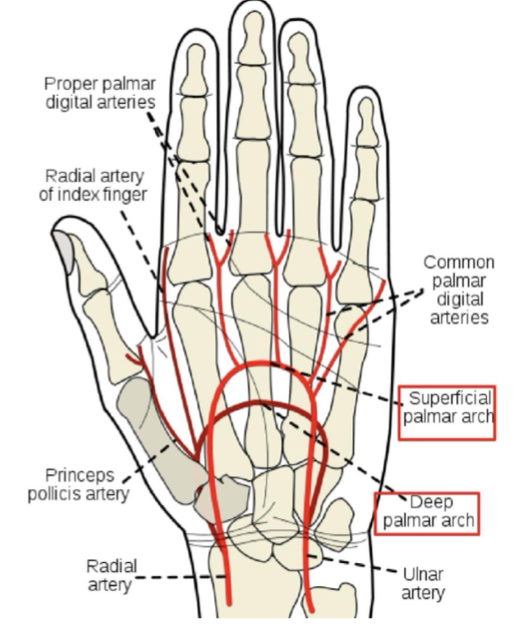 Proper palmar
digital arteries
Radial artery
of index finger
Common
palmar
digital
arteries
Superficial
palmar arch
Princeps
pollicis artery
Deep
palmar arch
Radial
artery
Ulnar
artery